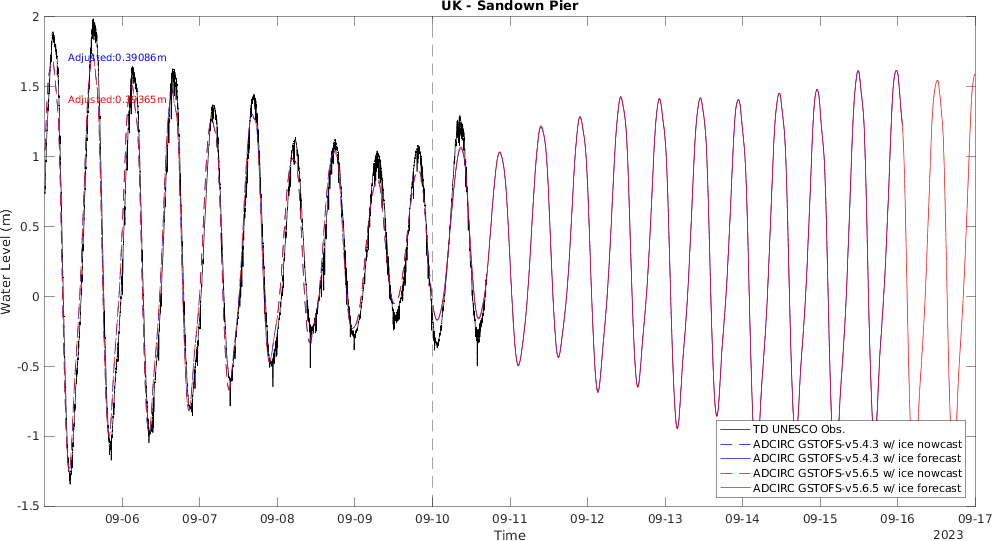 UK - Sandown Pier
Water Level (m)
2
1.5
1
0.5
0
-0.5
-1
-1.5
Adjusted:0.39086m
Adjusted:0.39365m
TD UNESCO Obs.
ADCIRC GSTOFS-v5.4.3 w/ ice nowcast
ADCIRC GSTOFS-v5.4.3 w/ ice forecast
ADCIRC GSTOFS-v5.6.5 w/ ice nowcast
ADCIRC GSTOFS-v5.6.5 w/ ice forecast
09-06 09-07 09-08 09-09 09-10 09-11 09-12 09-13 09-14 09-15 09-16 09-17
Time
2023